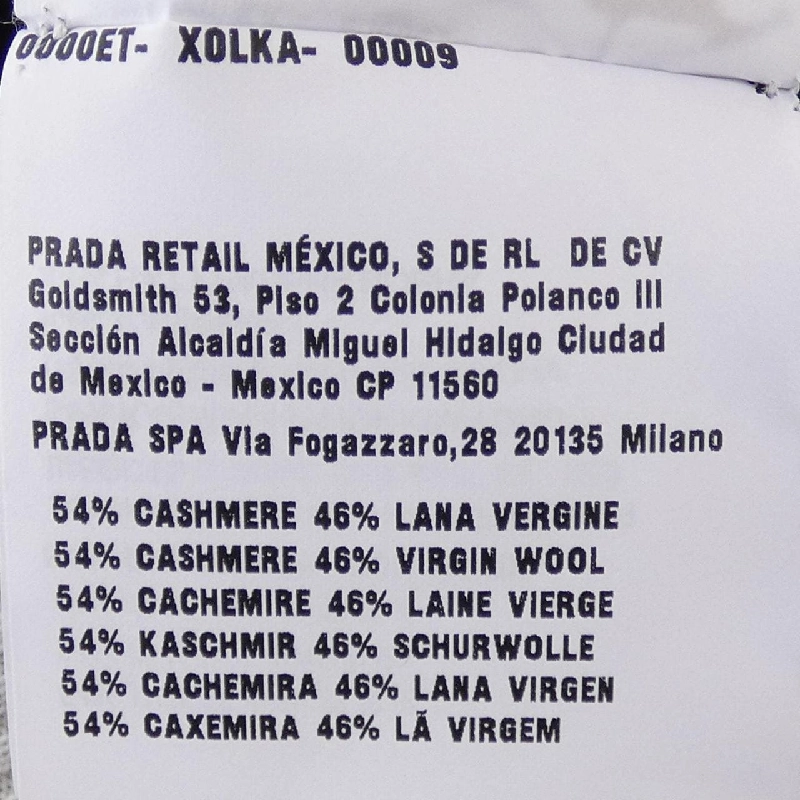 0000ET- XOLKA- 00009
PRADA RETAIL MÉXICO, S DE RL DE CV
Goldsmith 53, Piso 2 Colonia Polanco III
Sección Alcaldía Miguel Hidalgo Ciudad
de Mexico - Mexico CP 11560
PRADA SPA Via Fogazzaro,28 20135 Milano
54% CASHMERE 46% LANA VERGINE
54% CASHMERE 46% VIRGIN WOOL
54% CACHEMIRE 46% LAINE VIERGE
54% KASCHMIR 46% SCHURWOLLE
54% CACHEMIRA 46% LANA VIRGEN
54% CAXEMIRA 46% LÃ VIRGEM